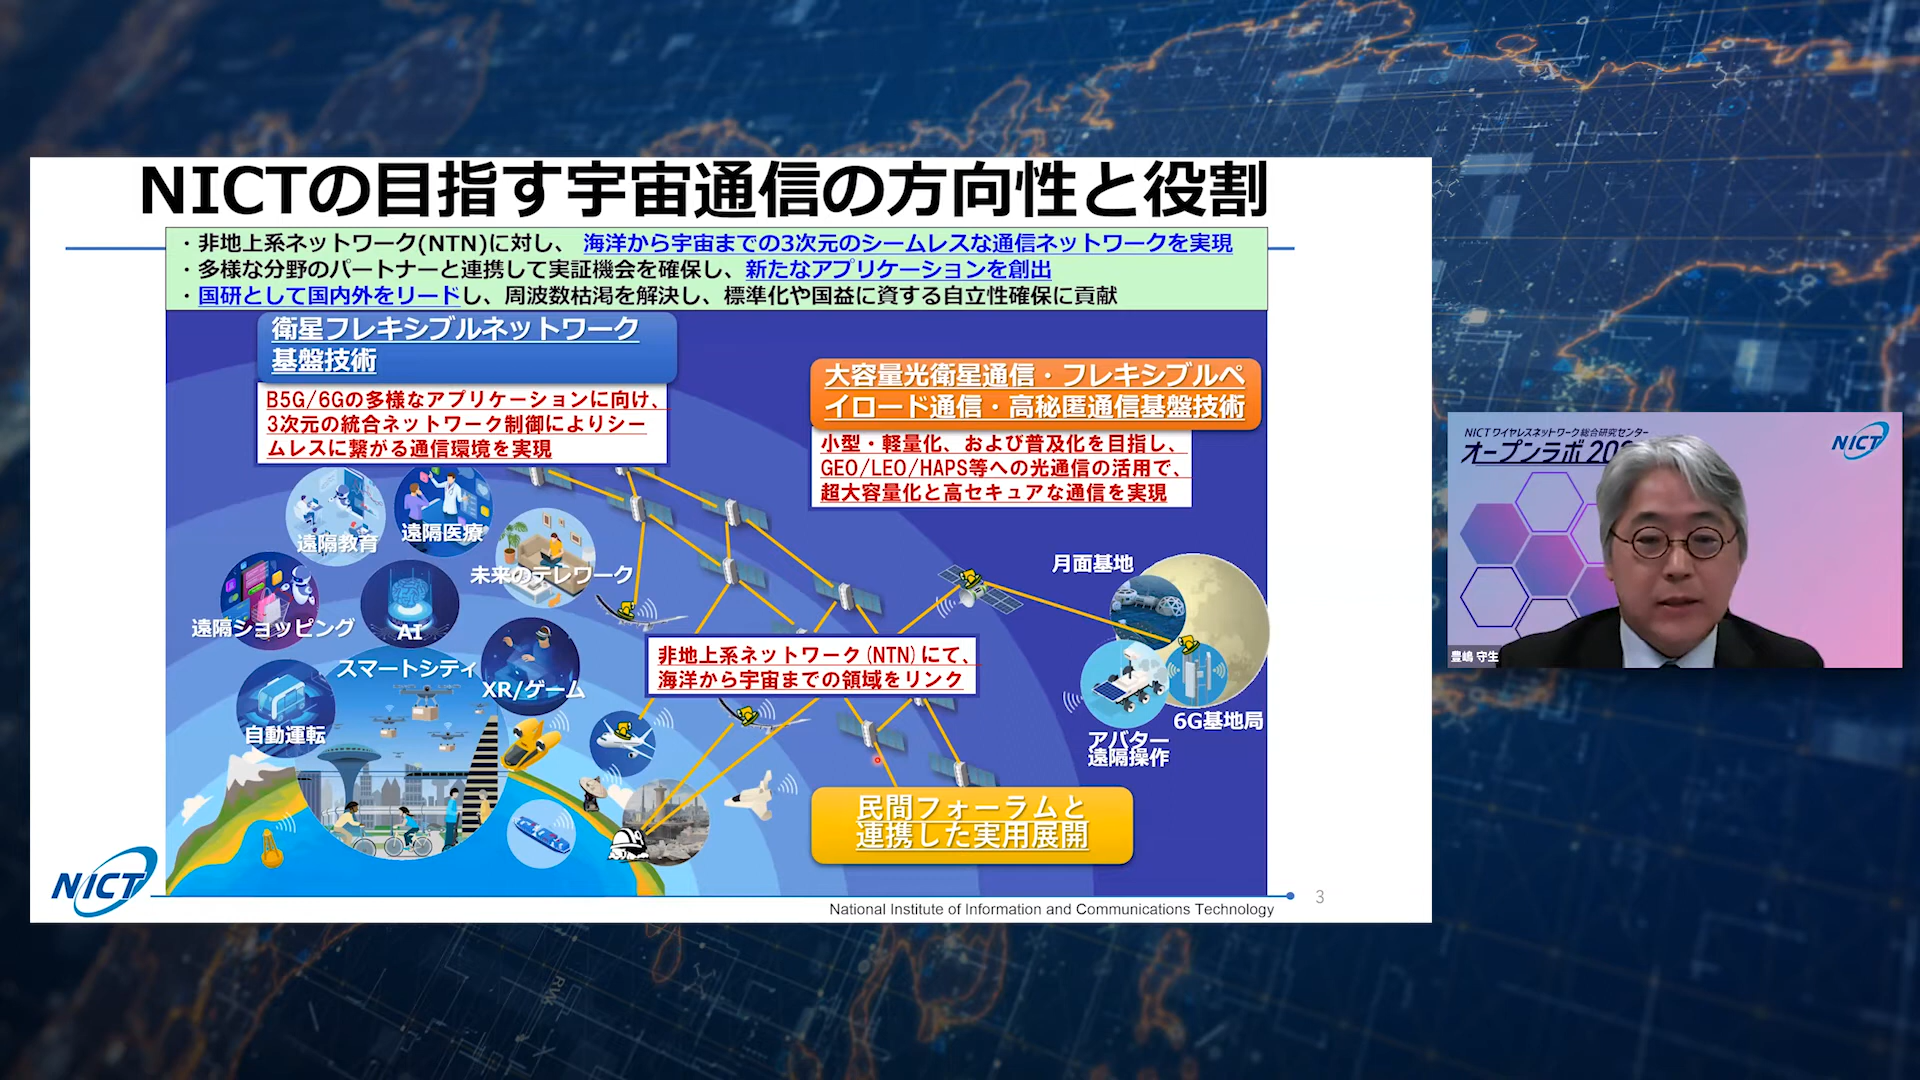 NICTの目指す宇宙通信の方向性と役割
・非地上系ネットワーク(NTN)に対し、 海洋から宇宙までの3次元のシームレスな通信ネットワークを実現
・多様な分野のパートナーと連携して実証機会を確保し、新たなアプリケーションを創出
・国研として国内外をリードし、周波数枯渇を解決し、標準化や国益に資する自立性確保に貢献
衛星フレキシブルネットワーク
基盤技術
B5G/6Gの多様なアプリケーションに向け、
3次元の統合ネットワーク制御によりシー
ムレスに繋がる通信環境を実現
大容量光衛星通信・フレキシブルペ
イロード通信・高秘匿通信基盤技術
小型・軽量化、および普及化を目指し、
GEO/LEO/HAPS等への光通信の活用で、
超大容量化と高セキュアな通信を実現
遠隔教育
遠隔医療
未来のテレワーク
遠隔ショッピング
AI
スマートシティ
XR/ゲーム
自動運転
非地上系ネットワーク(NTN)にて、
海洋から宇宙までの領域をリンク
月面基地
6G基地局
アバター
遠隔操作
民間フォーラムと
連携した実用展開
NICT
National Institute of Information and Communications Technology
3
NICT ワイヤレスネットワーク総合研究センター
オープンラボ 20
NICT
豊嶋 守生